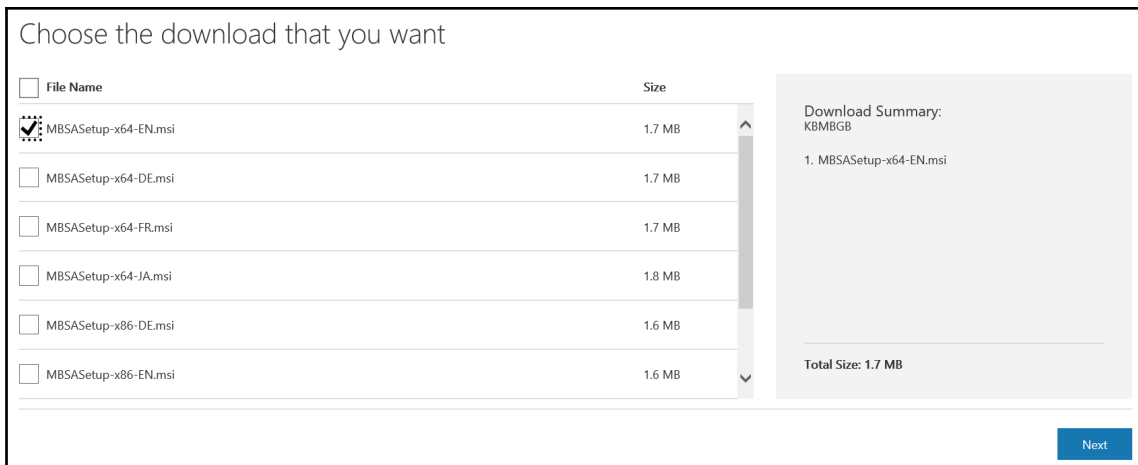 Choose the download that you want
File Name Size
MBSASetup-x64-EN.msi 1.7 MB
MBSASetup-x64-DE.msi 1.7 MB
MBSASetup-x64-FR.msi 1.7 MB
MBSASetup-x64-JA.msi 1.8 MB
MBSASetup-x86-DE.msi 1.6 MB
MBSASetup-x86-EN.msi 1.6 MB
Download Summary:
KBMBGB
1. MBSASetup-x64-EN.msi
Total Size: 1.7 MB
Next